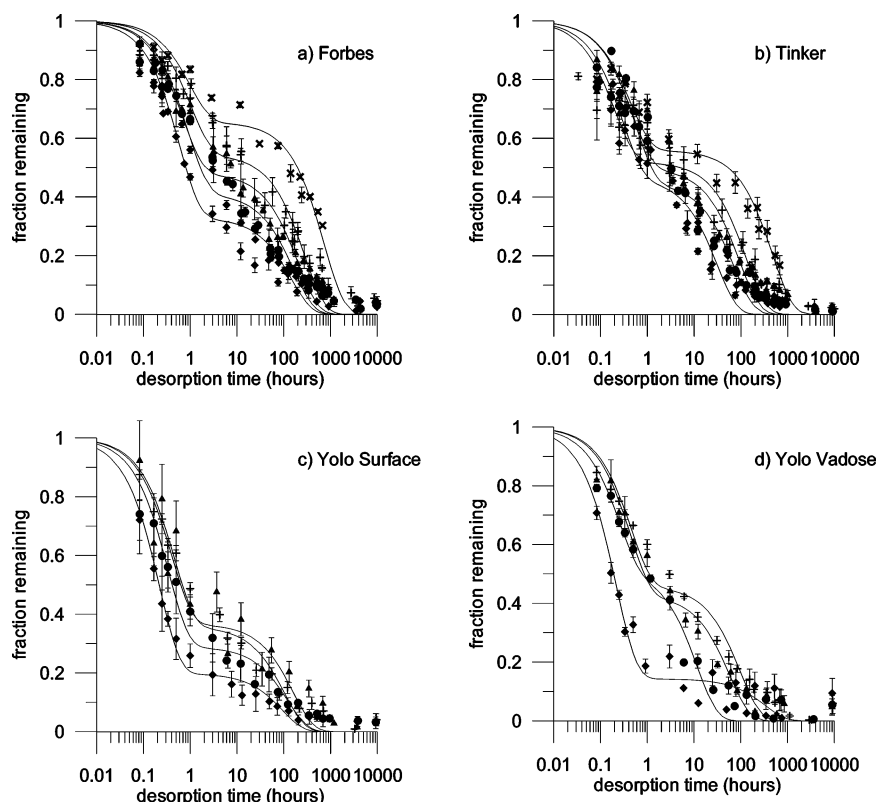 a) Forbes
1
0.8
0.6
0.4
0.2
0
fraction remaining
0.01 0.1 1 10 100 1000 10000
desorption time (hours)
b) Tinker
1
0.8
0.6
0.4
0.2
0
fraction remaining
0.01 0.1 1 10 100 1000 10000
desorption time (hours)
c) Yolo Surface
1
0.8
0.6
0.4
0.2
0
fraction remaining
0.01 0.1 1 10 100 1000 10000
desorption time (hours)
d) Yolo Vadose
1
0.8
0.6
0.4
0.2
0
fraction remaining
0.01 0.1 1 10 100 1000 10000
desorption time (hours)